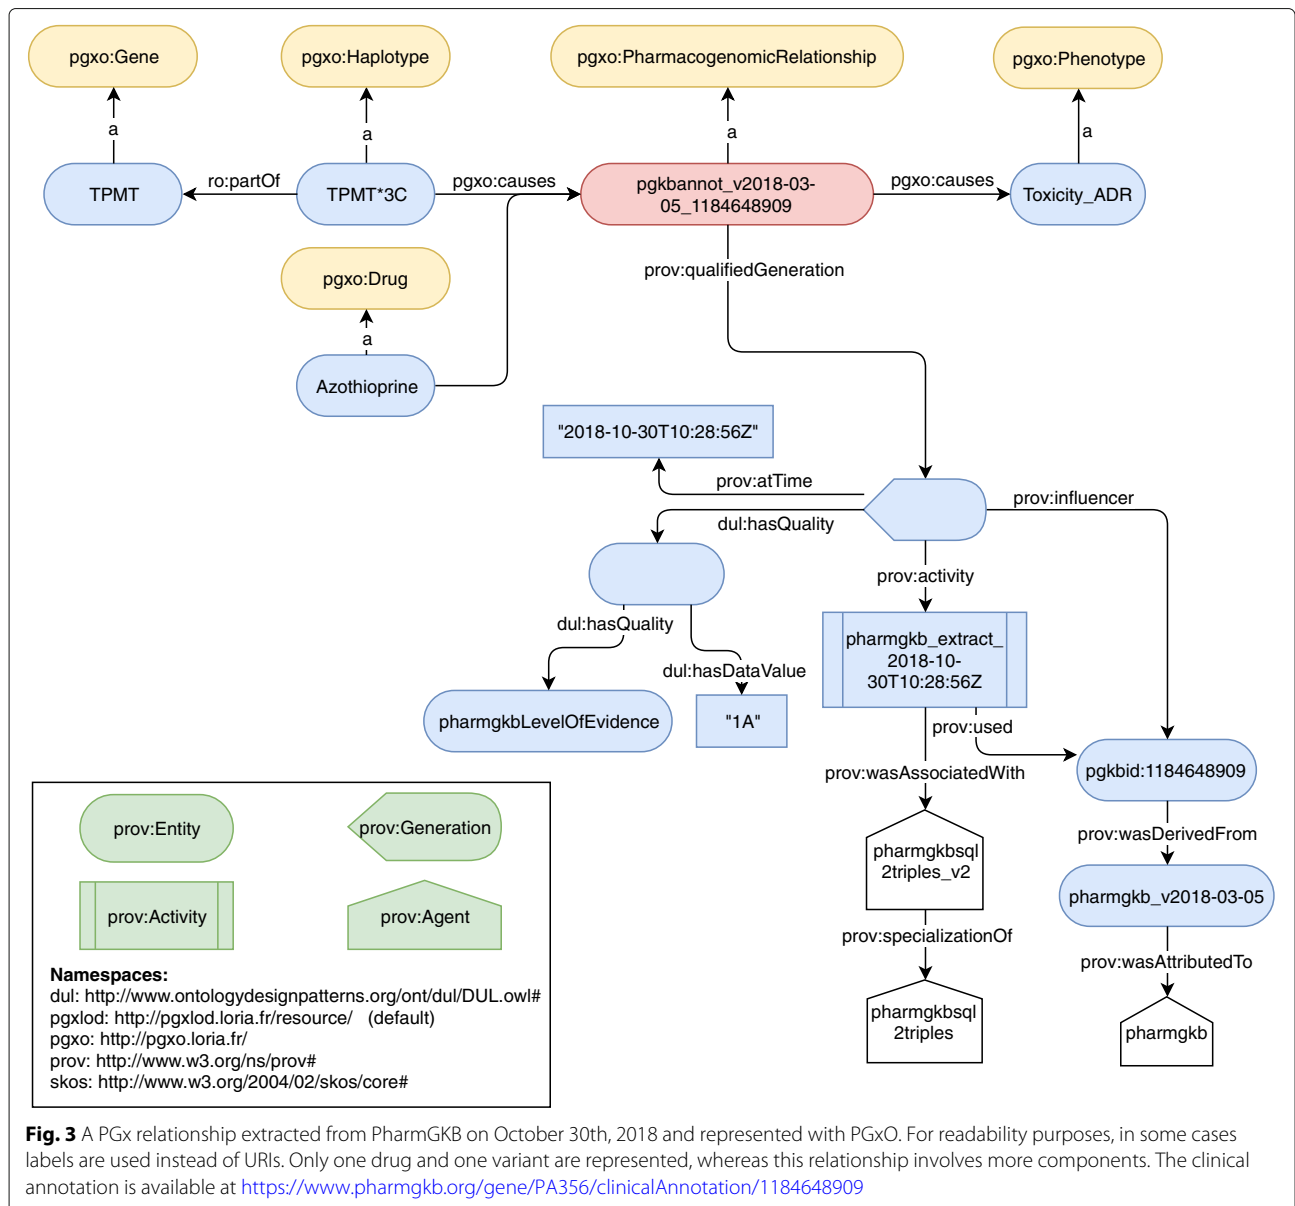 pgxo:Gene
pgxo:Haplotype
pgxo:PharmacogenomicRelationship
pgxo:Phenotype
a
a
a
a
TPMT
ro:partOf
TPMT*3C
pgxo:causes
pgkbannot_v2018-03-
05_1184648909
pgxo:causes
Toxicity_ADR
pgxo:Drug
a
Azothioprine
prov:qualifiedGeneration
"2018-10-30T10:28:56Z"
prov:atTime
prov:influencer
dul:hasQuality
prov:activity
dul:hasQuality
dul:hasDataValue
pharmgkbLevelOfEvidence
"1A"
pharmgkb_extract_
2018-10-
30T10:28:56Z
prov:used
prov:wasAssociatedWith
pgkbid:1184648909
prov:wasDerivedFrom
pharmgkbsql
2triples_v2
pharmgkb_v2018-03-05
prov:specializationOf
prov:wasAttributedTo
pharmgkbsql
2triples
pharmgkb
prov:Entity
prov:Generation
prov:Activity
prov:Agent
Namespaces:
dul: http://www.ontologydesignpatterns.org/ont/dul/DUL.owl#
pgxlod: http://pgxlod.loria.fr/resource/ (default)
pgxo: http://pgxo.loria.fr/
prov: http://www.w3.org/ns/prov#
skos: http://www.w3.org/2004/02/skos/core#
Fig. 3 A PGx relationship extracted from PharmGKB on October 30th, 2018 and represented with PGxO. For readability purposes, in some cases
labels are used instead of URIs. Only one drug and one variant are represented, whereas this relationship involves more components. The clinical
annotation is available at https://www.pharmgkb.org/gene/PA356/clinicalAnnotation/1184648909